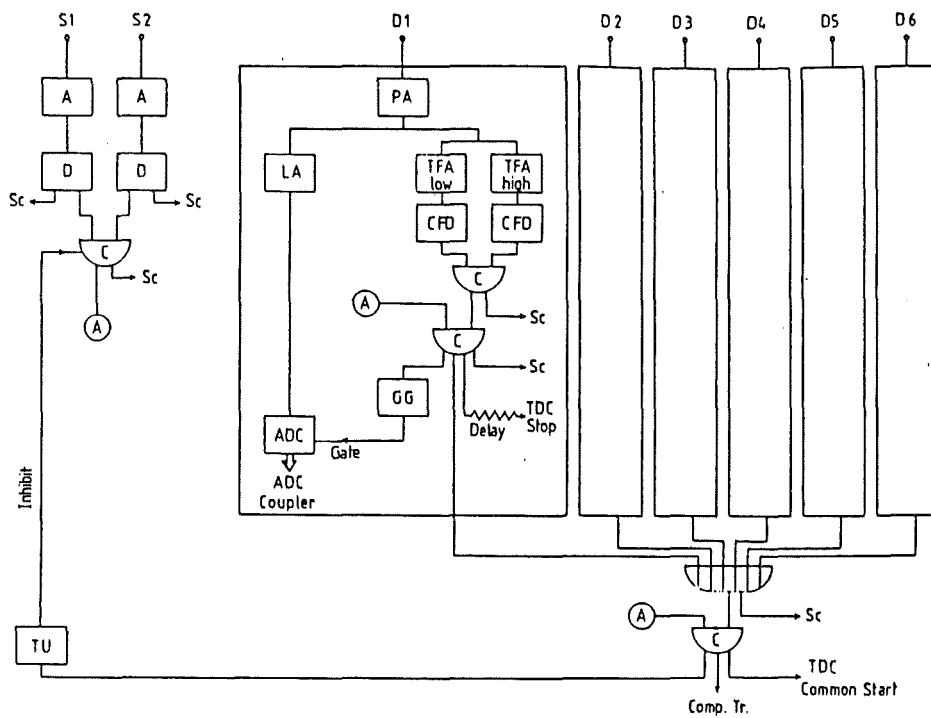 S1 S2 D1 D2 D3 D4 D5 D6
A A PA
D D LA TFA low TFA high
Sc Sc
CFD CFD
C
Sc
C
A
Sc
A
C
Sc
GG
Delay
TDC Stop
ADC
Gate
ADC Coupler
Inhibit
A
Sc
C
TU
TDC Common Start
Comp. Tr.